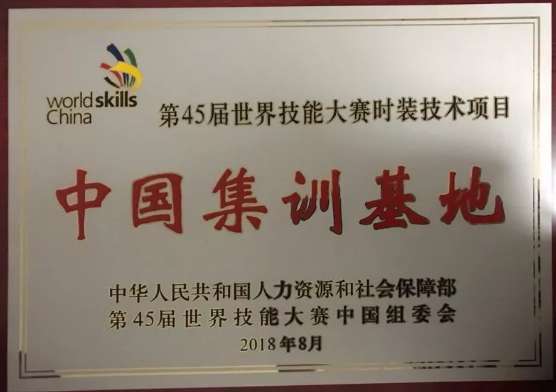 worldskills
China
第45届世界技能大赛时装技术项目
中国集训基地
中华人民共和国人力资源和社会保障部
第45届世界技能大赛中国组委会
2018年8月